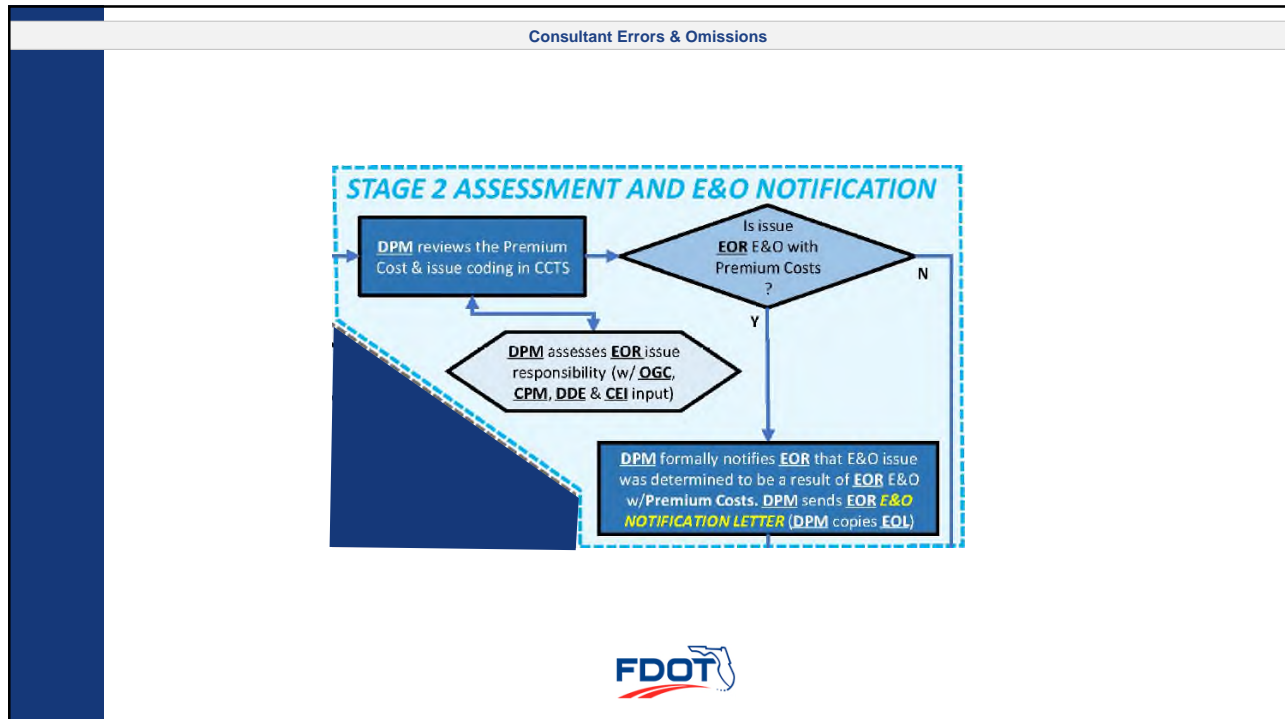 Consultant Errors & Omissions
STAGE 2 ASSESSMENT AND E&O NOTIFICATION
DPM reviews the Premium
Cost & issue coding in CCTS
Is issue
EOR E&O with
Premium Costs
?
N
Y
DPM assesses EOR issue
responsibility (w/ OGC,
CPM, DDE & CEI input)
DPM formally notifies EOR that E&O issue
was determined to be a result of EOR E&O
w/Premium Costs. DPM sends EOR E&O
NOTIFICATION LETTER (DPM copies EOL)
FDOT